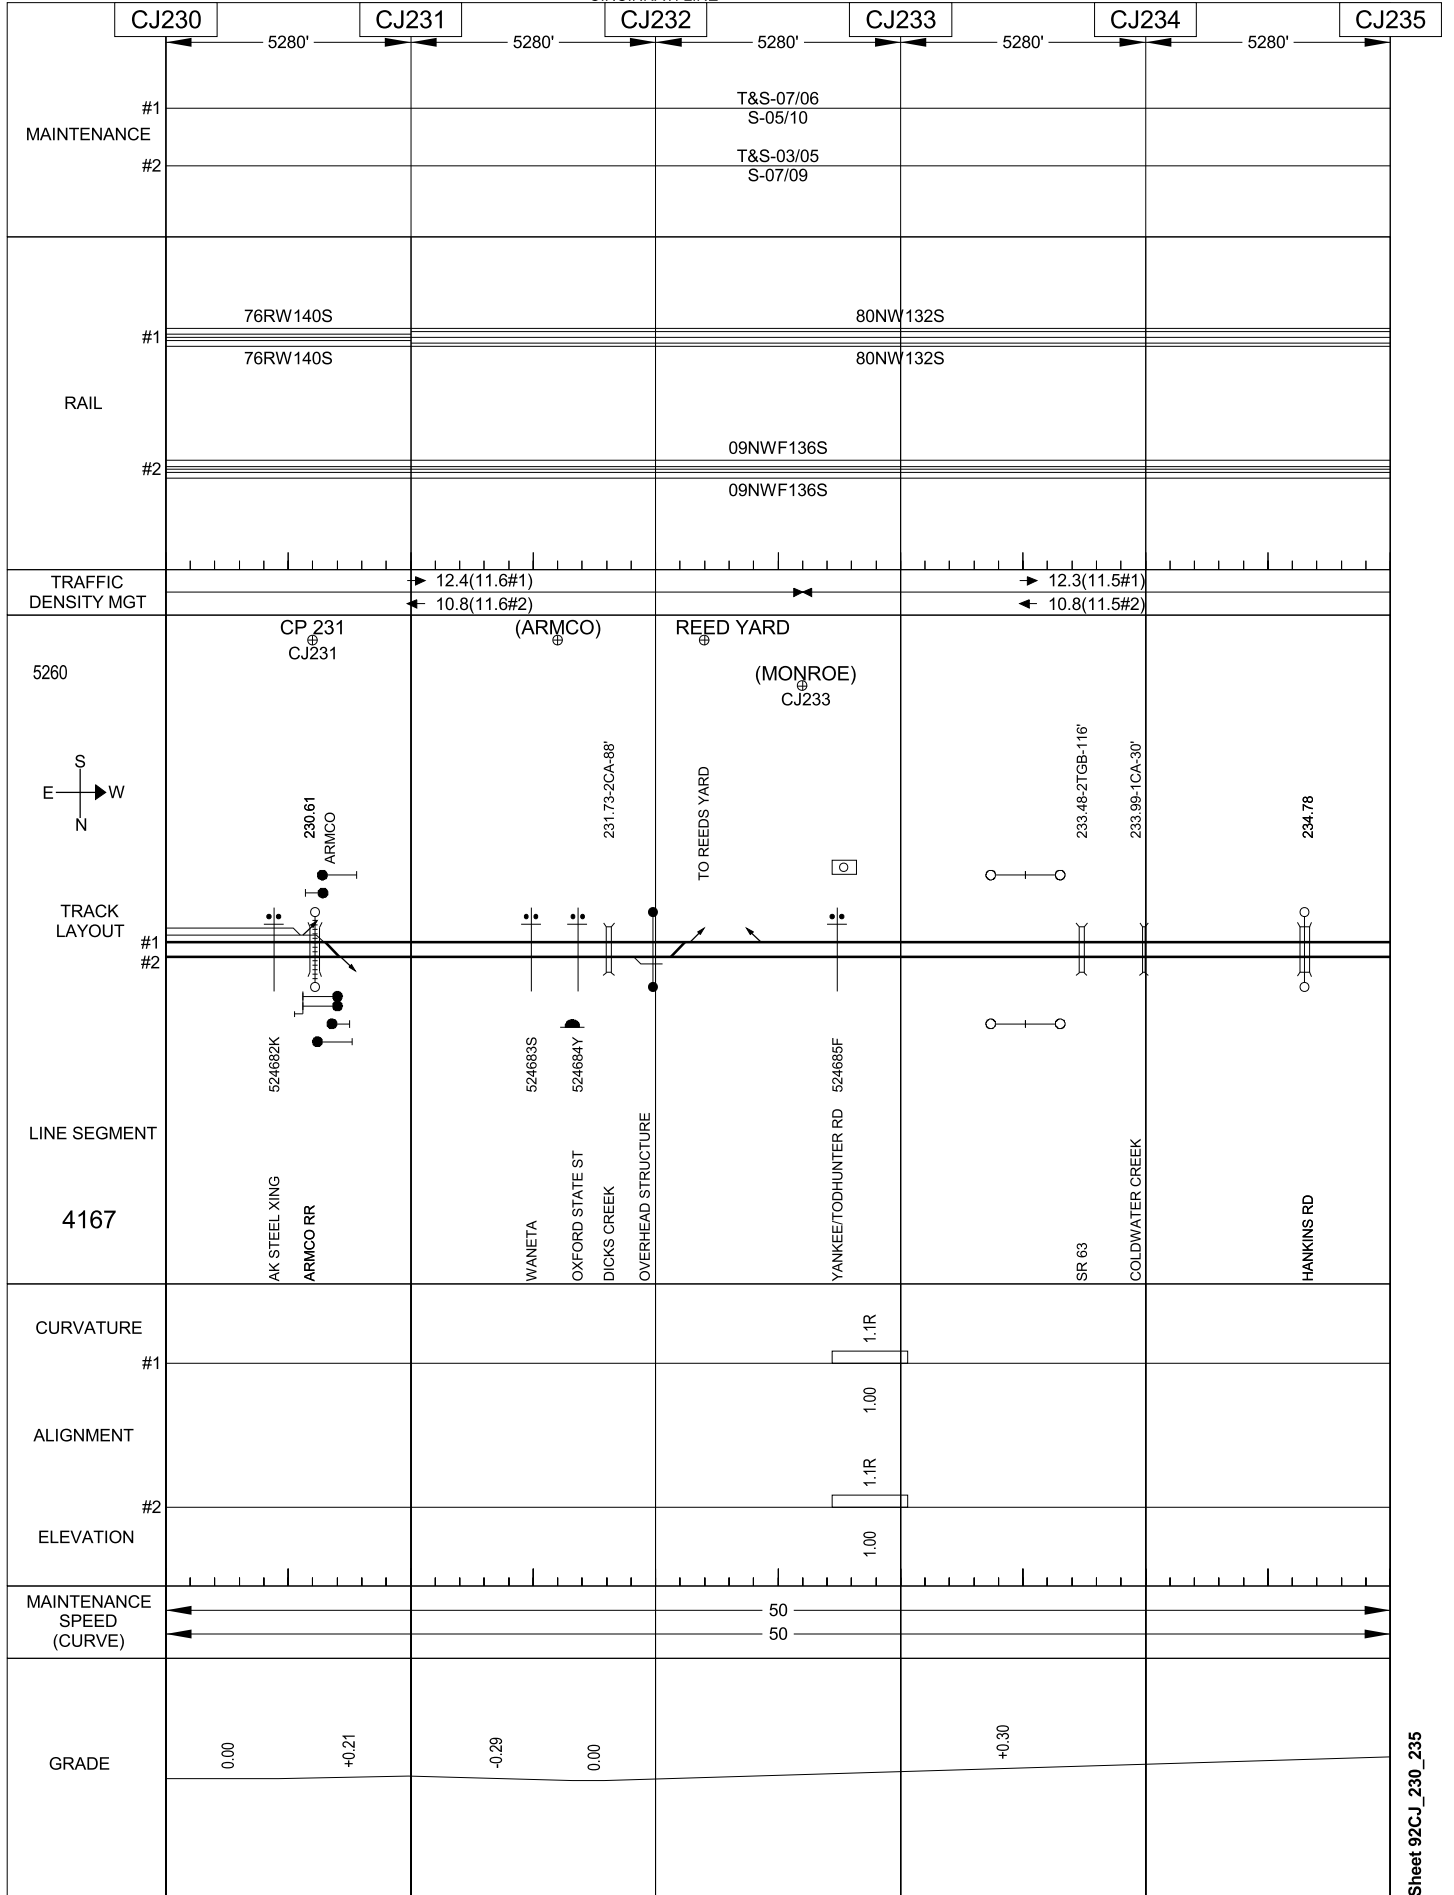 CJ230 CJ231 CJ232 CJ233 CJ234 CJ235
5280' 5280' 5280' 5280' 5280'
MAINTENANCE
#1
T&S-07/06
S-05/10
#2
T&S-03/05
S-07/09
RAIL
#1
76RW140S 80NW132S
76RW140S 80NW132S
#2
09NWF136S
09NWF136S
TRAFFIC
DENSITY MGT
12.4(11.6#1) 12.3(11.5#1)
10.8(11.6#2) 10.8(11.5#2)
CP 231 (ARMCO) REED YARD
CJ231
5260
(MONROE)
CJ233
S
E W
N
230.61
ARMCO
231.73-2CA-88'
TO REEDS YARD
233.48-2TGB-116'
233.99-1CA-30'
234.78
TRACK
LAYOUT
#1
#2
524682K
524683S
524684Y
524685F
LINE SEGMENT
4167
AK STEEL XING
ARMCO RR
WANETA
OXFORD STATE ST
DICKS CREEK
OVERHEAD STRUCTURE
YANKEE/TODHUNTER RD
SR 63
COLDWATER CREEK
HANKINS RD
CURVATURE
#1
1.1R
1.00
ALIGNMENT
#2
1.1R
1.00
ELEVATION
MAINTENANCE
SPEED
(CURVE)
50
50
GRADE
0.00
+0.21
-0.29
0.00
+0.30
Sheet 92CJ_230_235